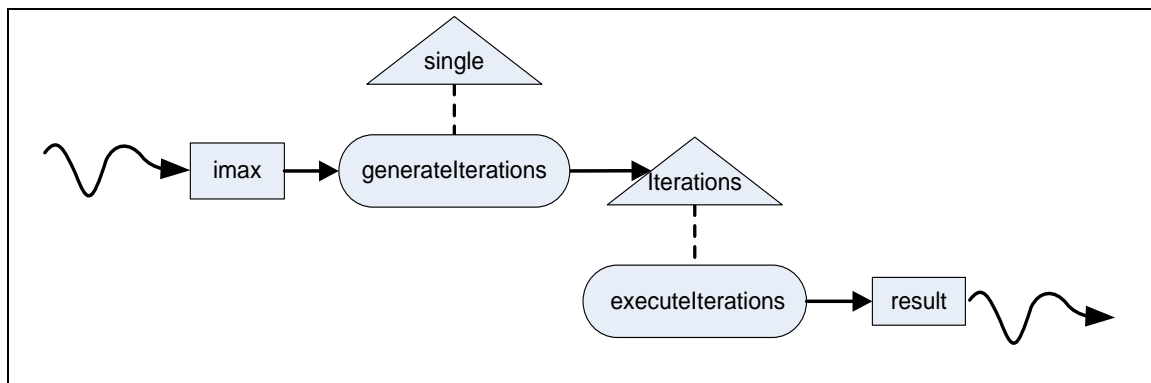 single
imax
generateIterations
Iterations
executeIterations
result